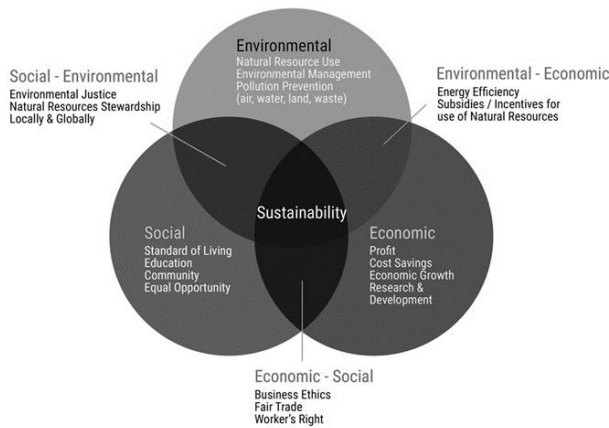 Environmental
Natural Resource Use
Environmental Management
Pollution Prevention
(air, water, land, waste)
Social - Environmental
Environmental Justice
Natural Resources Stewardship
Locally & Globally
Environmental - Economic
Energy Efficiency
Subsidies / Incentives for
use of Natural Resources
Sustainability
Social
Standard of Living
Education
Community
Equal Opportunity
Economic
Profit
Cost Savings
Economic Growth
Research &
Development
Economic - Social
Business Ethics
Fair Trade
Worker's Right